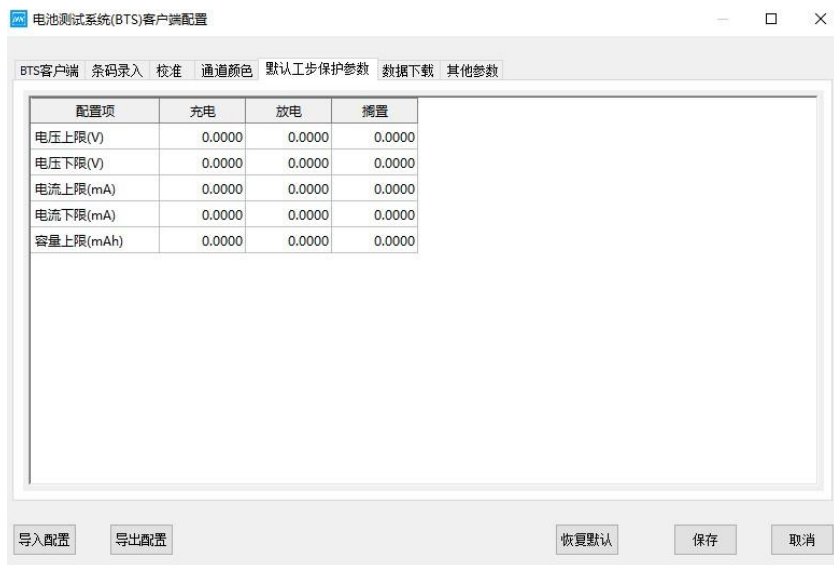 电池测试系统(BTS)客户端配置
BTS客户端 条码录入 校准 通道颜色 默认工步保护参数 数据下载 其他参数
配置项 充电 放电 搁置
电压上限(V) 0.0000 0.0000 0.0000
电压下限(V) 0.0000 0.0000 0.0000
电流上限(mA) 0.0000 0.0000 0.0000
电流下限(mA) 0.0000 0.0000 0.0000
容量上限(mAh) 0.0000 0.0000 0.0000
导入配置 导出配置 恢复默认 保存 取消